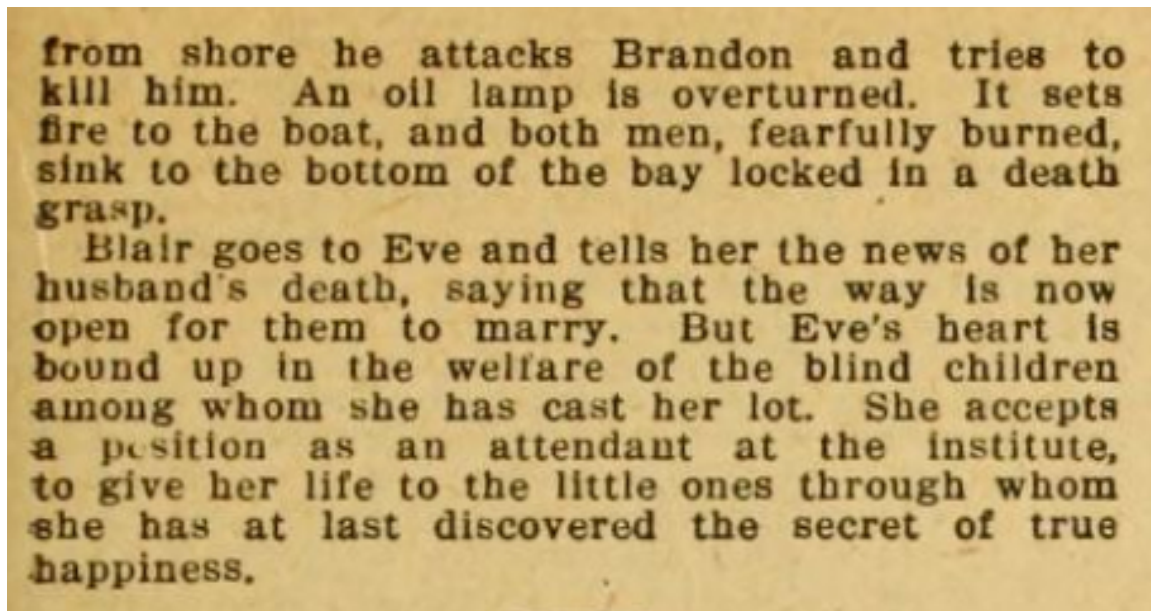 from shore he attacks Brandon and tries to
kill him. An oil lamp is overturned. It sets
fire to the boat, and both men, fearfully burned,
sink to the bottom of the bay locked in a death
grasp.
Blair goes to Eve and tells her the news of her
husband's death, saying that the way is now
open for them to marry. But Eve's heart is
bound up in the welfare of the blind children
among whom she has cast her lot. She accepts
a position as an attendant at the institute,
to give her life to the little ones through whom
she has at last discovered the secret of true
happiness.